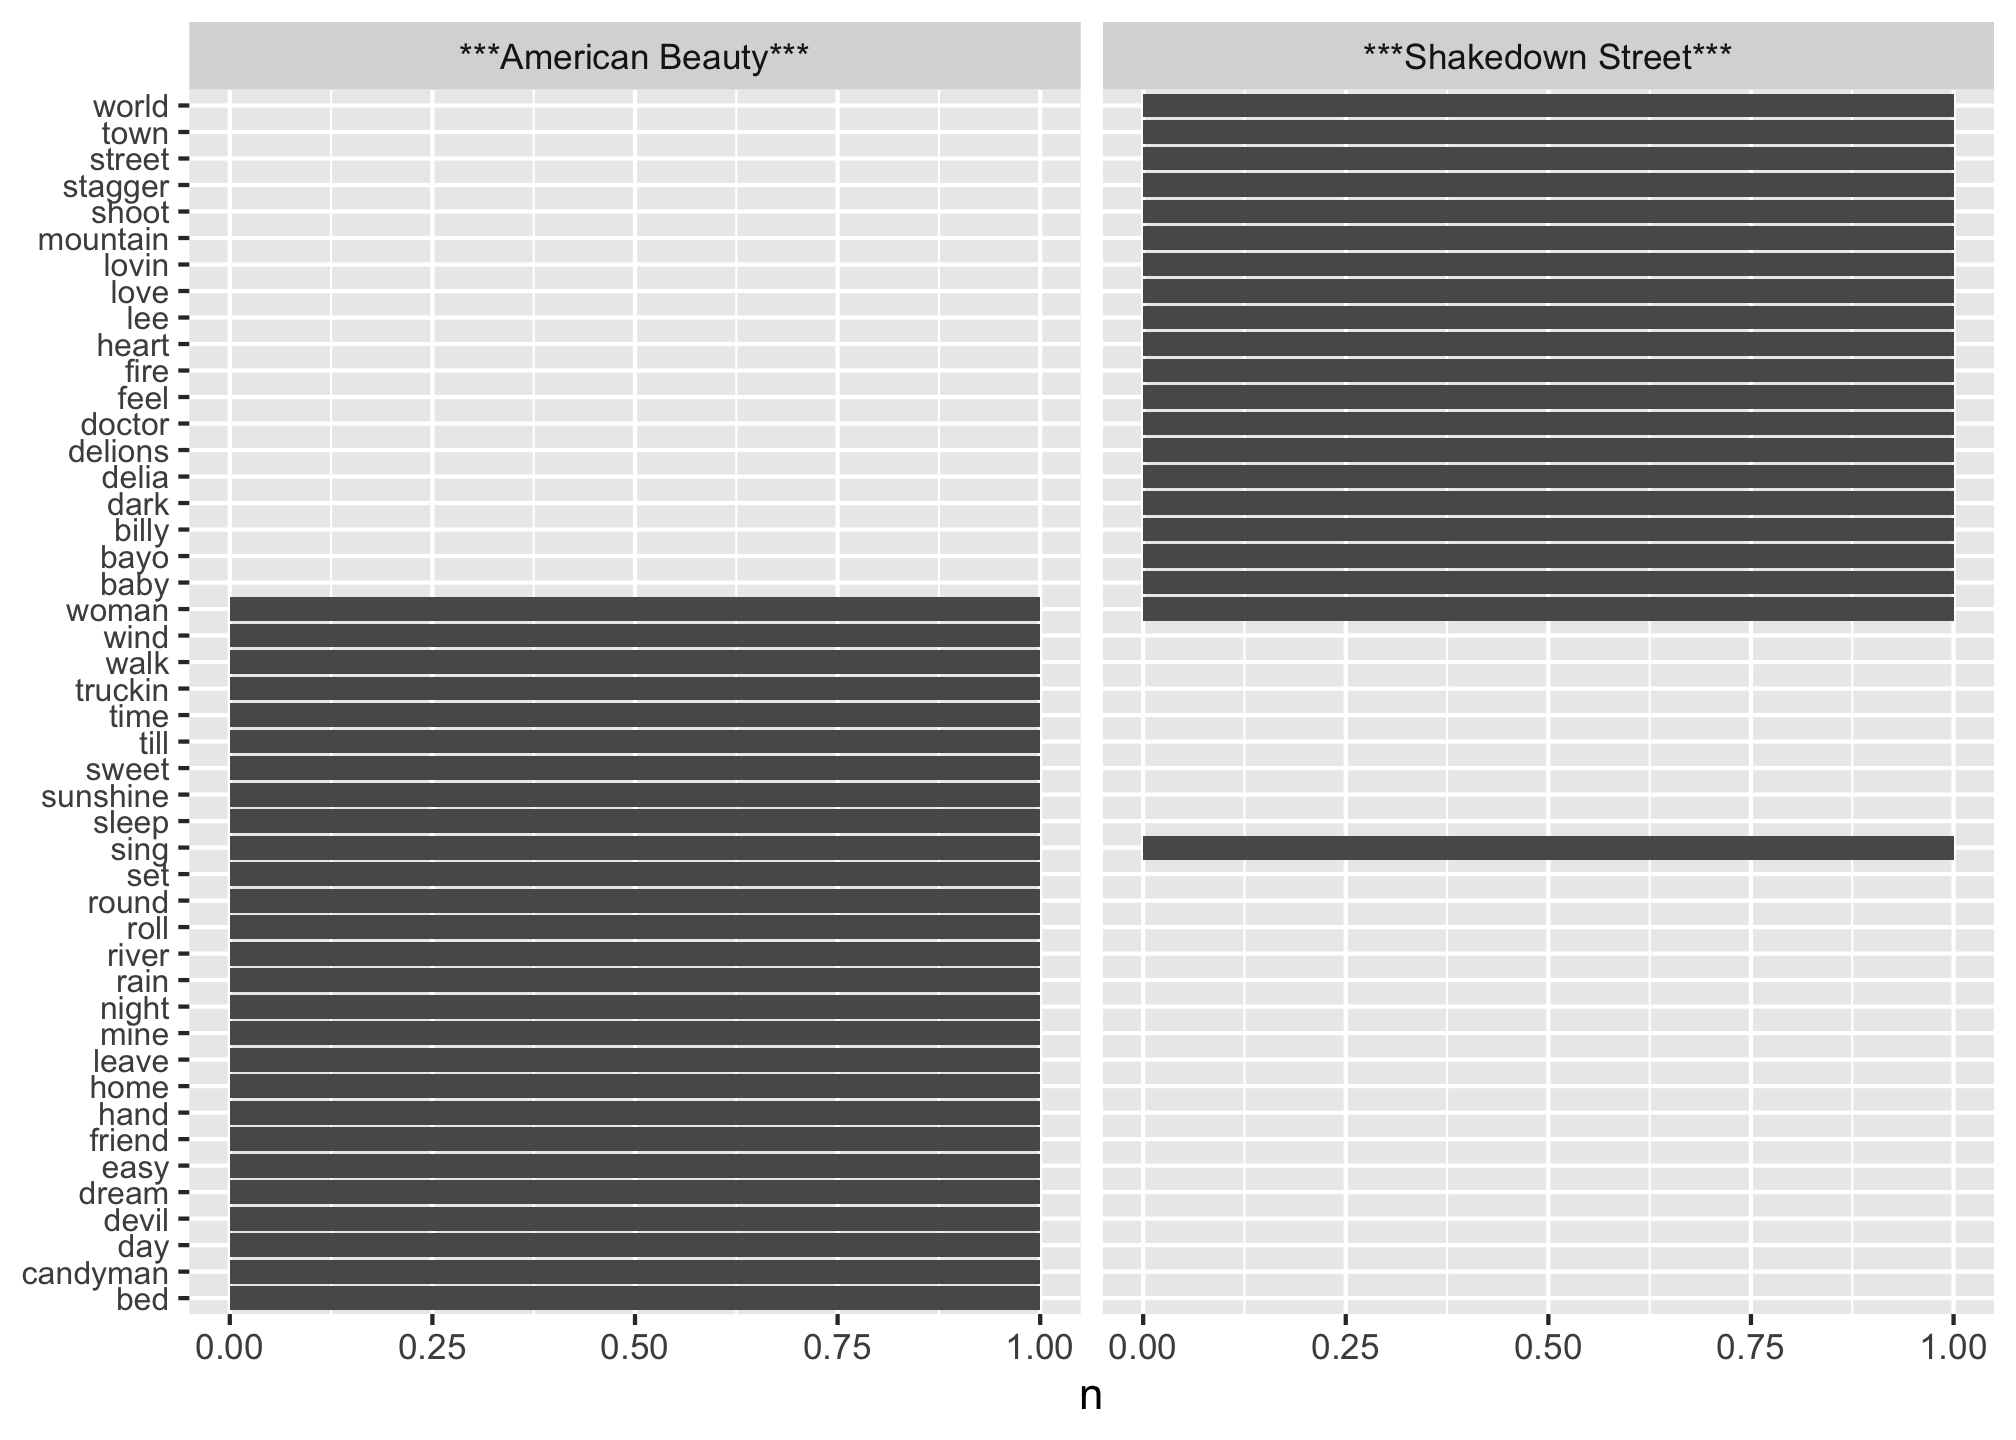 ***American Beauty***
***Shakedown Street***
world
town
street
stagger
shoot
mountain
lovin
love
lee
heart
fire
feel
doctor
delions
delia
dark
billy
bayo
baby
woman
wind
walk
truckin
time
till
sweet
sunshine
sleep
sing
set
round
roll
river
rain
night
mine
leave
home
hand
friend
easy
dream
devil
day
candyman
bed
0.00 0.25 0.50 0.75 1.00
0.00 0.25 0.50 0.75 1.00
n